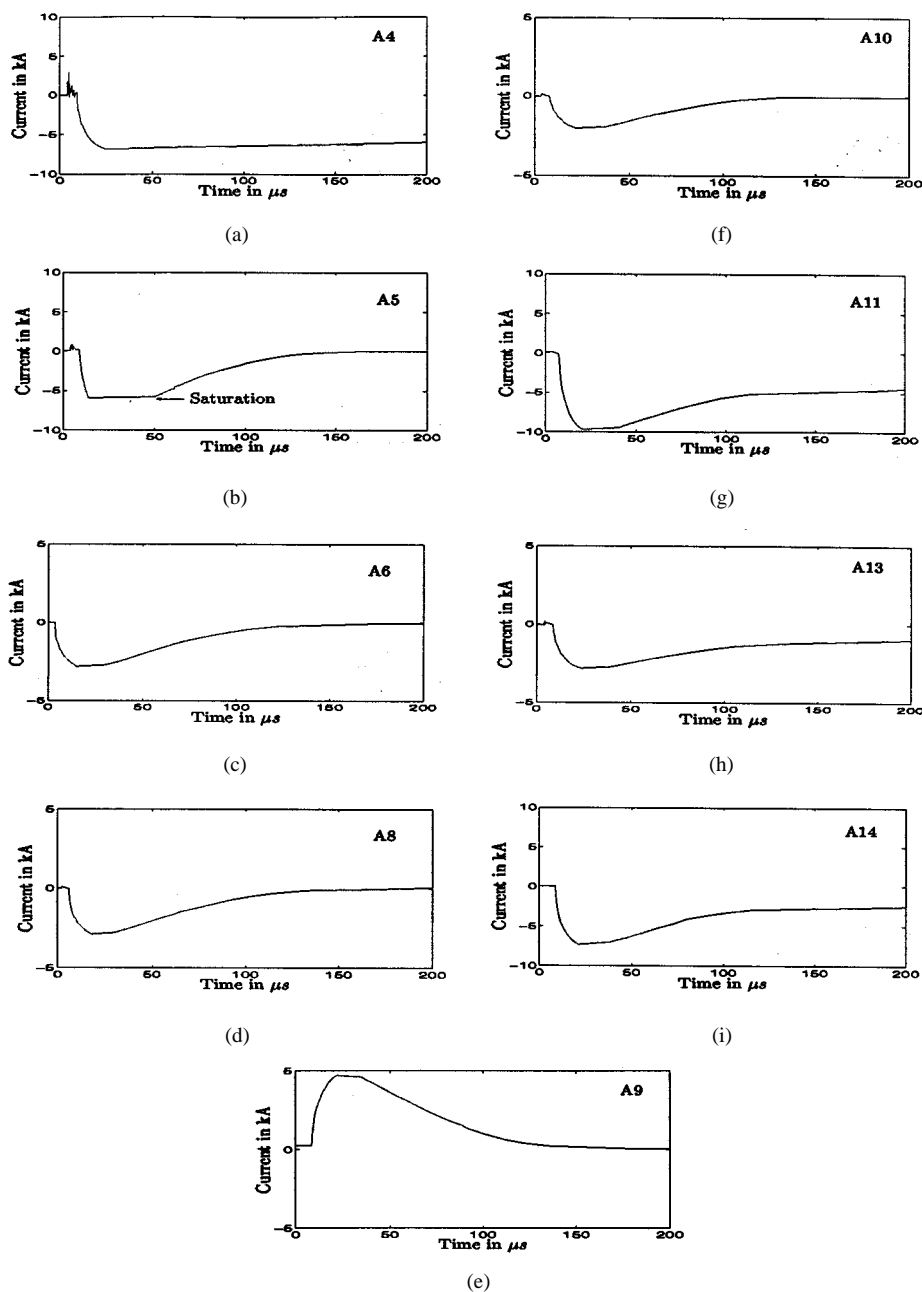 10
5
0
−5
−10
Current in kA
A4
0
50
100
150
200
Time in μs
(a)
10
5
0
−5
−10
Current in kA
A5
Saturation
0
50
100
150
200
Time in μs
(b)
5
0
−5
Current in kA
A6
0
50
100
150
200
Time in μs
(c)
5
0
−5
Current in kA
A8
0
50
100
150
200
Time in μs
(d)
5
0
−5
Current in kA
A10
0
50
100
150
200
Time in μs
(f)
10
5
0
−5
−10
Current in kA
A11
0
50
100
150
200
Time in μs
(g)
5
0
−5
Current in kA
A13
0
50
100
150
200
Time in μs
(h)
10
5
0
−5
−10
Current in kA
A14
0
50
100
150
200
Time in μs
(i)
5
0
−5
Current in kA
A9
0
50
100
150
200
Time in μs
(e)